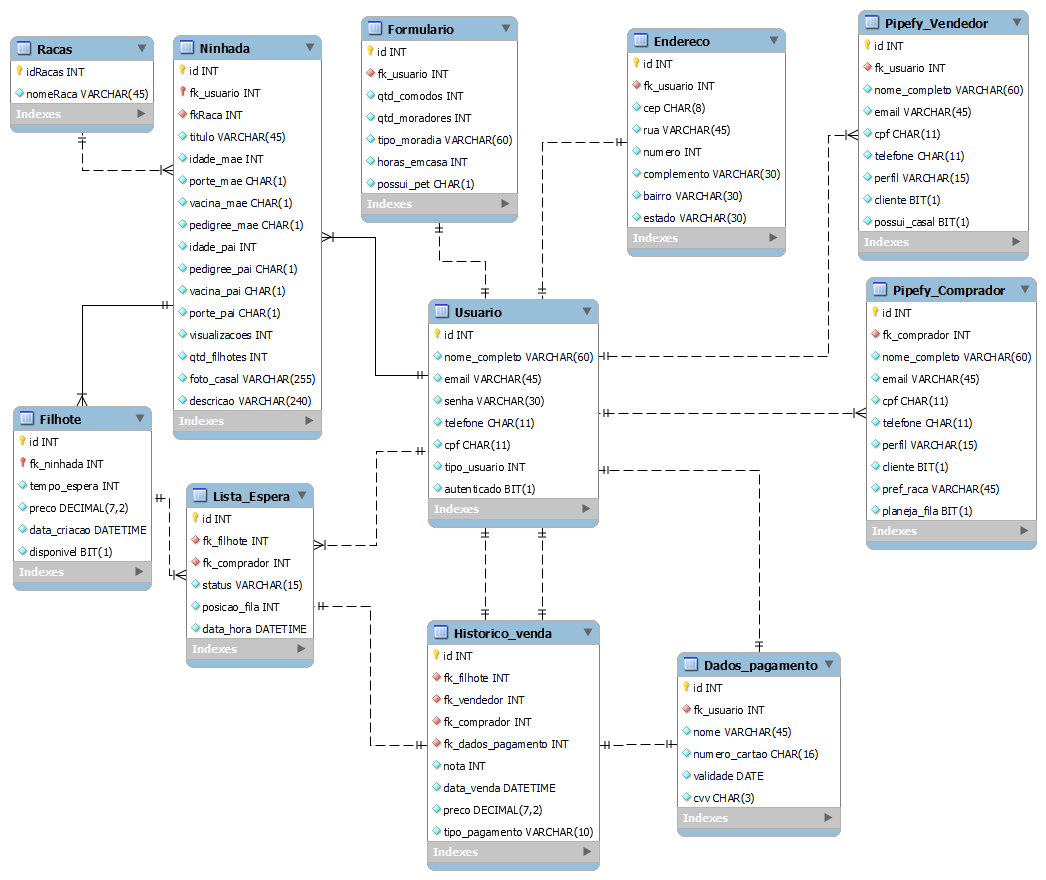 Racas
idRacas INT
nomeRaca VARCHAR(45)
Indexes
Ninhada
id INT
fk_usuario INT
fkRaca INT
titulo VARCHAR(45)
idade_mae INT
porte_mae CHAR(1)
vacina_mae CHAR(1)
pedigree_mae CHAR(1)
idade_pai INT
pedigree_pai CHAR(1)
vacina_pai CHAR(1)
porte_pai CHAR(1)
visualizacoes INT
qtd_filhotes INT
foto_casal VARCHAR(255)
descricao VARCHAR(240)
Indexes
Formulario
id INT
fk_usuario INT
qtd_comodos INT
qtd_moradores INT
tipo_moradia VARCHAR(60)
horas_emcasa INT
possui_pet CHAR(1)
Indexes
Endereco
id INT
fk_usuario INT
cep CHAR(8)
rua VARCHAR(45)
numero INT
complemento VARCHAR(30)
bairro VARCHAR(30)
estado VARCHAR(30)
Indexes
Pipefy_Vendedor
id INT
fk_usuario INT
nome_completo VARCHAR(60)
email VARCHAR(45)
cpf CHAR(11)
telefone CHAR(11)
perfil VARCHAR(15)
cliente BIT(1)
possui_casal BIT(1)
Indexes
Pipefy_Comprador
id INT
fk_comprador INT
nome_completo VARCHAR(60)
email VARCHAR(45)
cpf CHAR(11)
telefone CHAR(11)
perfil VARCHAR(15)
cliente BIT(1)
pref_raca VARCHAR(45)
planeja_fila BIT(1)
Indexes
Usuario
id INT
nome_completo VARCHAR(60)
email VARCHAR(45)
senha VARCHAR(30)
telefone CHAR(11)
cpf CHAR(11)
tipo_usuario INT
autenticado BIT(1)
Indexes
Filhote
id INT
fk_ninhada INT
tempo_espera INT
preco DECIMAL(7,2)
data_criacao DATETIME
disponivel BIT(1)
Indexes
Lista_Espera
id INT
fk_filhote INT
fk_comprador INT
status VARCHAR(15)
posicao_fila INT
data_hora DATETIME
Indexes
Historico_venda
id INT
fk_filhote INT
fk_vendedor INT
fk_comprador INT
fk_dados_pagamento INT
nota INT
data_venda DATETIME
preco DECIMAL(7,2)
tipo_pagamento VARCHAR(10)
Indexes
Dados_pagamento
id INT
fk_usuario INT
nome VARCHAR(45)
numero_cartao CHAR(16)
validade DATE
cvv CHAR(3)
Indexes